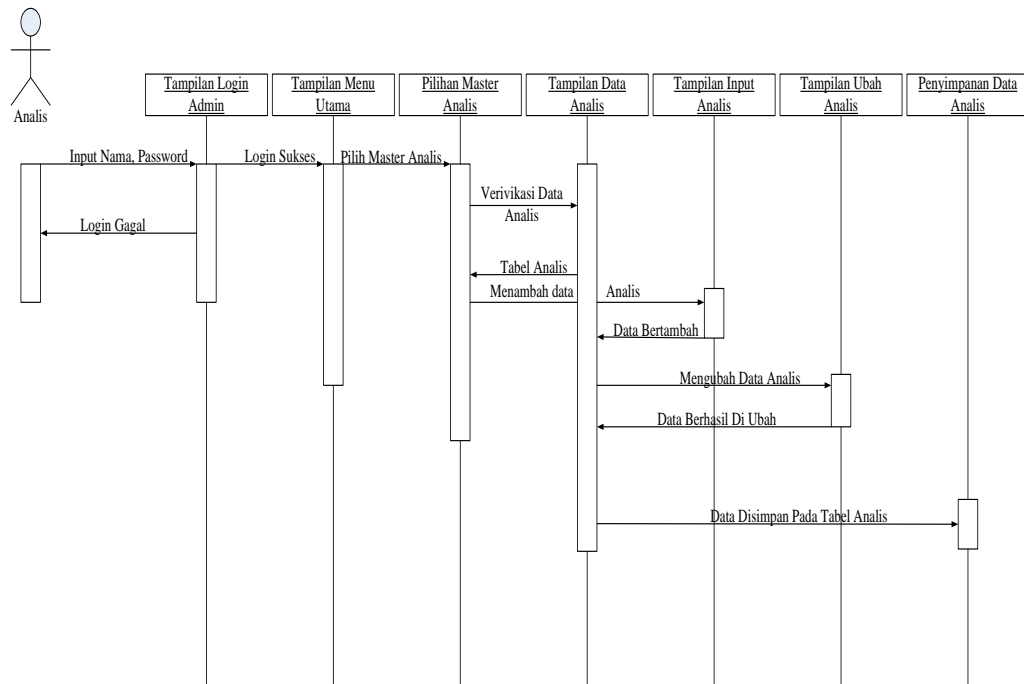 Analis
Tampilan Login
Admin
Tampilan Menu
Utama
Pilihan Master
Analis
Tampilan Data
Analis
Tampilan Input
Analis
Tampilan Ubah
Analis
Penyimpanan Data
Analis
Input Nama, Password
Login Sukses
Pilih Master Analis
Verivikasi Data
Analis
Login Gagal
Tabel Analis
Menambah data Analis
Data Bertambah
Mengubah Data Analis
Data Berhasil Di Ubah
Data Disimpan Pada Tabel Analis